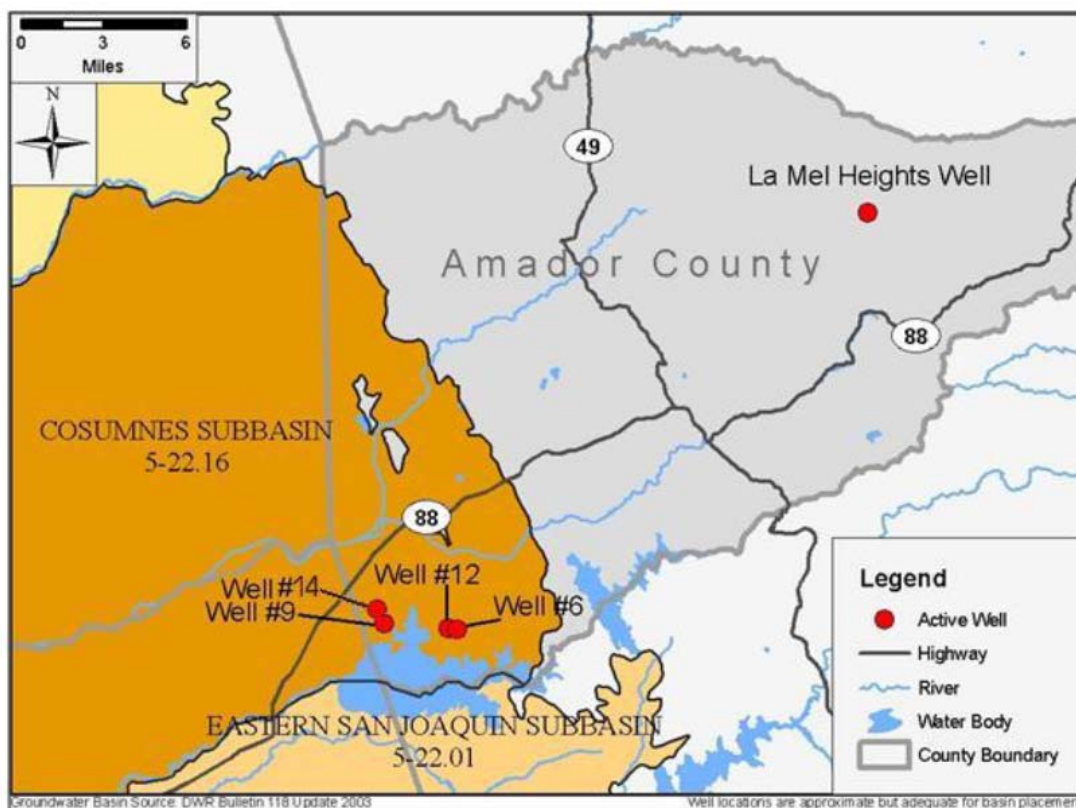 0 3 6
Miles
N
49
La Mel Heights Well
Amador County
88
COSUMNES SUBBASIN
5-22.16
88
Well #14
Well #12
Well #9
Well #6
EASTERN SAN JOAQUIN SUBBASIN
5-22.01
Legend
Active Well
Highway
River
Water Body
County Boundary
Groundwater Basin Source: DWR Bulletin 118 Update 2003
Well locations are approximate but adequate for basin placement